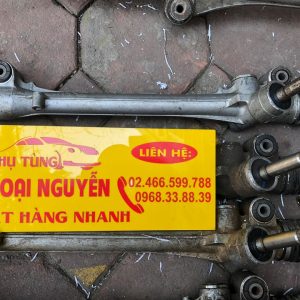 HỤ TÙNG
LIÊN HỆ:
OẠI NGUYỄN
02.466.599.788
0968.33.88.39
T HÀNG NHANH